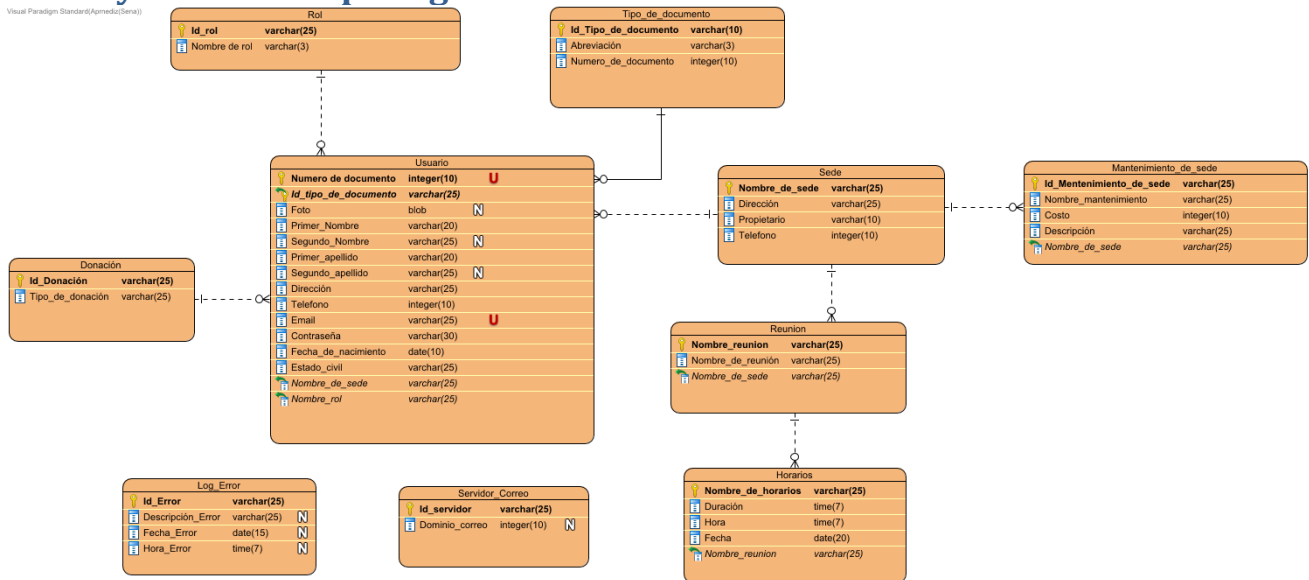 Visual Paradigm Standard(Aprnediz(Sena))
Rol
Id_rol varchar(25)
Nombre de rol varchar(3)
Tipo_de_documento
Id_Tipo_de_documento varchar(10)
Abreviación varchar(3)
Numero_de_documento integer(10)
Usuario
Numero de documento integer(10) U
Id_tipo_de_documento varchar(25)
Foto blob N
Primer_Nombre varchar(20)
Segundo_Nombre varchar(25) N
Primer_apellido varchar(20)
Segundo_apellido varchar(25) N
Dirección varchar(25)
Telefono integer(10)
Email varchar(25) U
Contraseña varchar(30)
Fecha_de_nacimiento date(10)
Estado_civil varchar(25)
Nombre_de_sede varchar(25)
Nombre_rol varchar(25)
Sede
Nombre_de_sede varchar(25)
Dirección varchar(25)
Propietario varchar(10)
Telefono integer(10)
Mantenimiento_de_sede
Id_Mentenimiento_de_sede varchar(25)
Nombre_mantenimiento varchar(25)
Costo integer(10)
Descripción varchar(25)
Nombre_de_sede varchar(25)
Donación
Id_Donación varchar(25)
Tipo_de_donación varchar(25)
Reunion
Nombre_reunion varchar(25)
Nombre_de_reunión varchar(25)
Nombre_de_sede varchar(25)
Log_Error
Id_Error varchar(25)
Descripción_Error varchar(25) N
Fecha_Error date(15) N
Hora_Error time(7) N
Servidor_Correo
Id_servidor varchar(25)
Dominio_correo integer(10) N
Horarios
Nombre_de_horarios varchar(25)
Duración time(7)
Hora time(7)
Fecha date(20)
Nombre_reunion varchar(25)